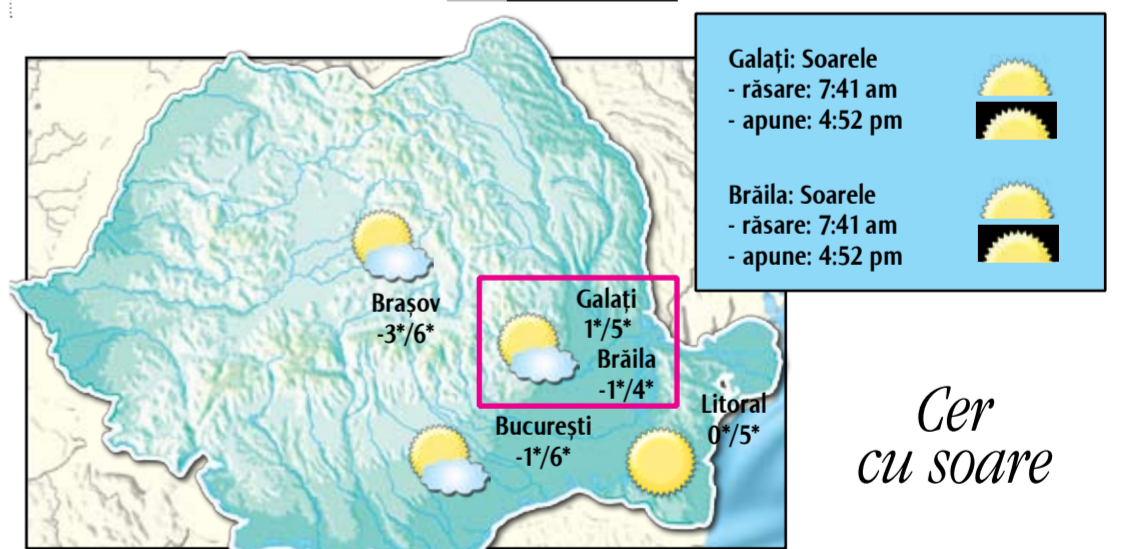 Galați: Soarele
- răsare: 7:41 am
- apune: 4:52 pm
Brăila: Soarele
- răsare: 7:41 am
- apune: 4:52 pm
Brașov
-3*/6*
Galați
1*/5*
Brăila
-1*/4*
Litoral
0*/5*
București
-1*/6*
Cer
cu soare